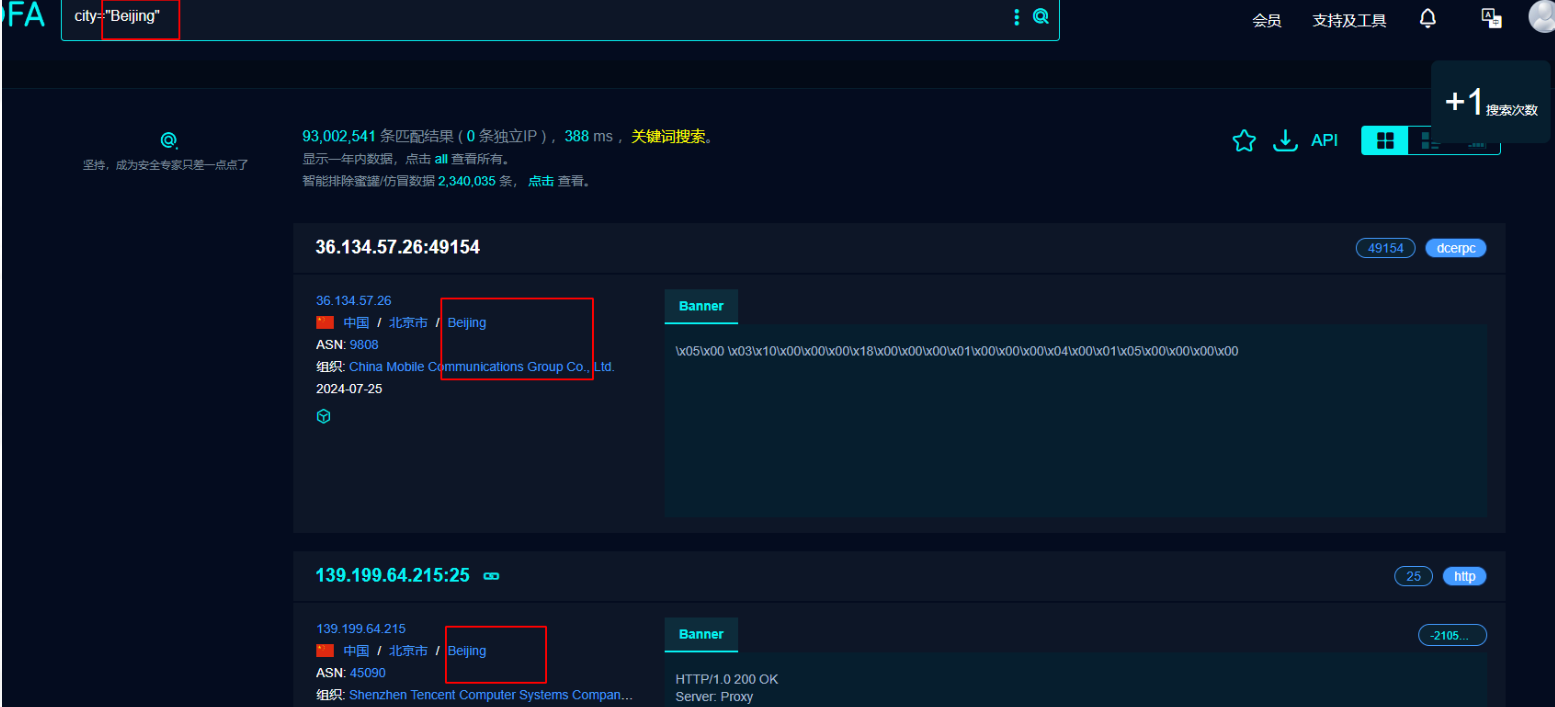 OFA
city="Beijing"
会员 支持及工具
+1搜索次数
坚持，成为安全专家只差一点点了
93,002,541 条匹配结果 ( 0 条独立IP ) ，388 ms ，关键词搜索。
显示一年内数据，点击 all 查看所有。
智能排除蜜罐/仿冒数据 2,340,035 条， 点击 查看。
API
36.134.57.26:49154
49154 dcerpc
36.134.57.26
中国 / 北京市 / Beijing
ASN: 9808
组织: China Mobile Communications Group Co., Ltd.
2024-07-25
Banner
\x05\x00 \x03\x10\x00\x00\x00\x18\x00\x00\x00\x01\x00\x00\x00\x04\x00\x01\x05\x00\x00\x00\x00
139.199.64.215:25
25 http
139.199.64.215
中国 / 北京市 / Beijing
ASN: 45090
组织: Shenzhen Tencent Computer Systems Compan...
Banner
-2105...
HTTP/1.0 200 OK
Server: Proxy